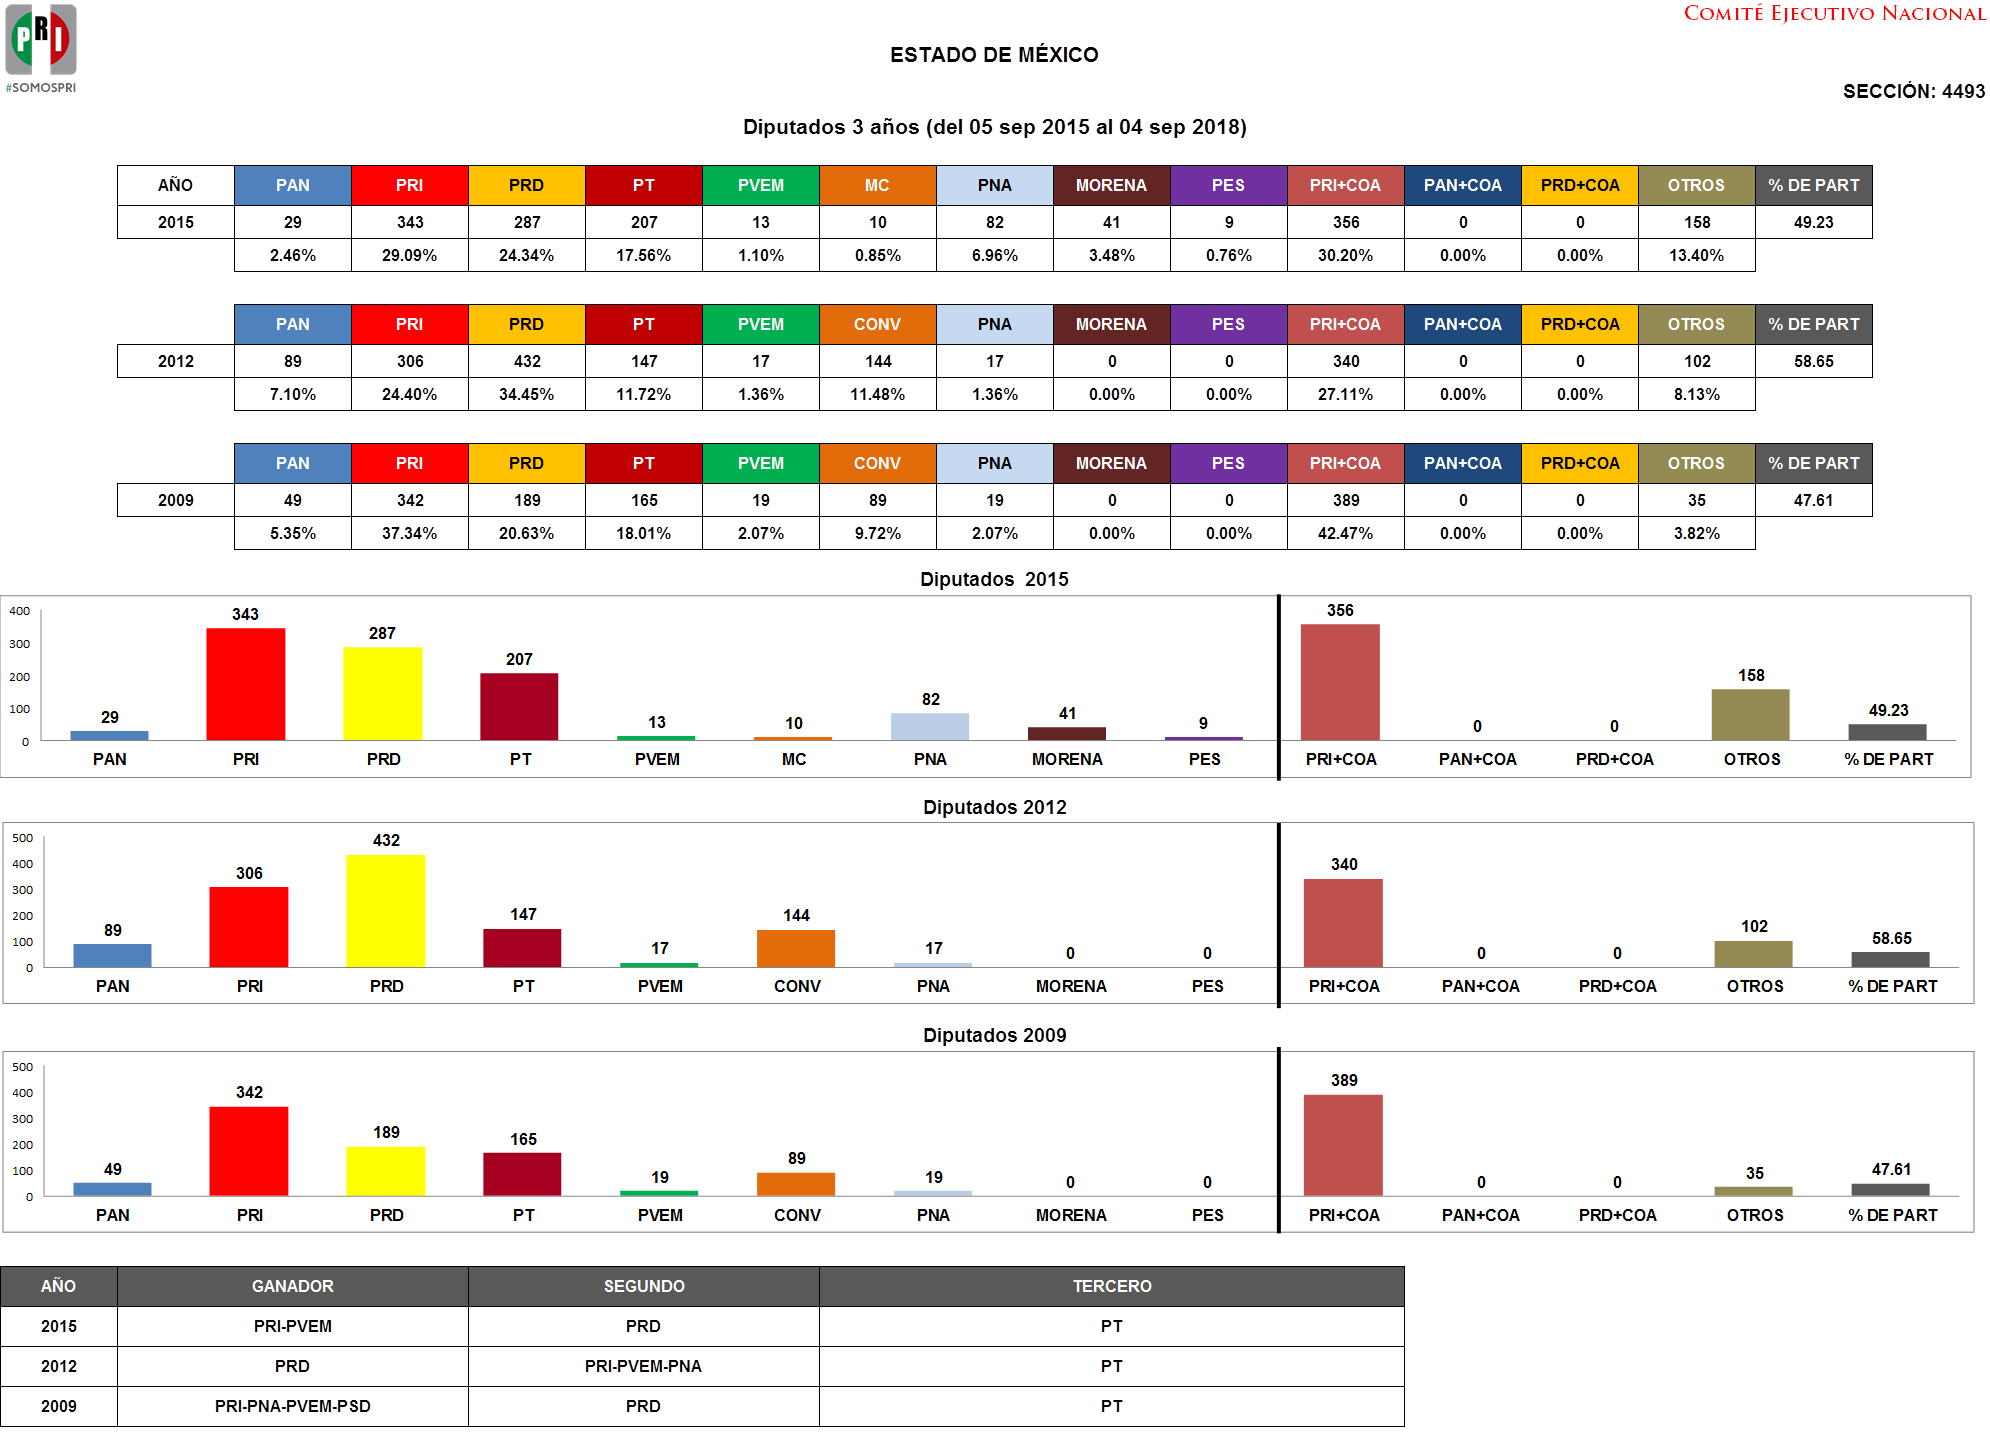 PRI
#SOMOSPRI
COMITÉ EJECUTIVO NACIONAL
ESTADO DE MÉXICO
SECCIÓN: 4493
Diputados 3 años (del 05 sep 2015 al 04 sep 2018)
AÑO PAN PRI PRD PT PVEM MC PNA MORENA PES PRI+COA PAN+COA PRD+COA OTROS % DE PART
2015 29 343 287 207 13 10 82 41 9 356 0 0 158 49.23
2.46% 29.09% 24.34% 17.56% 1.10% 0.85% 6.96% 3.48% 0.76% 30.20% 0.00% 0.00% 13.40%
PAN PRI PRD PT PVEM CONV PNA MORENA PES PRI+COA PAN+COA PRD+COA OTROS % DE PART
2012 89 306 432 147 17 144 17 0 0 340 0 0 102 58.65
7.10% 24.40% 34.45% 11.72% 1.36% 11.48% 1.36% 0.00% 0.00% 27.11% 0.00% 0.00% 8.13%
PAN PRI PRD PT PVEM CONV PNA MORENA PES PRI+COA PAN+COA PRD+COA OTROS % DE PART
2009 49 342 189 165 19 89 19 0 0 389 0 0 35 47.61
5.35% 37.34% 20.63% 18.01% 2.07% 9.72% 2.07% 0.00% 0.00% 42.47% 0.00% 0.00% 3.82%
Diputados 2015
400
300
200
100
0
29 343 287 207 13 10 82 41 9 356 0 0 158 49.23
PAN PRI PRD PT PVEM MC PNA MORENA PES PRI+COA PAN+COA PRD+COA OTROS % DE PART
Diputados 2012
500
400
300
200
100
0
89 306 432 147 17 144 17 0 0 340 0 0 102 58.65
PAN PRI PRD PT PVEM CONV PNA MORENA PES PRI+COA PAN+COA PRD+COA OTROS % DE PART
Diputados 2009
500
400
300
200
100
0
49 342 189 165 19 89 19 0 0 389 0 0 35 47.61
PAN PRI PRD PT PVEM CONV PNA MORENA PES PRI+COA PAN+COA PRD+COA OTROS % DE PART
AÑO GANADOR SEGUNDO TERCERO
2015 PRI-PVEM PRD PT
2012 PRD PRI-PVEM-PNA PT
2009 PRI-PNA-PVEM-PSD PRD PT